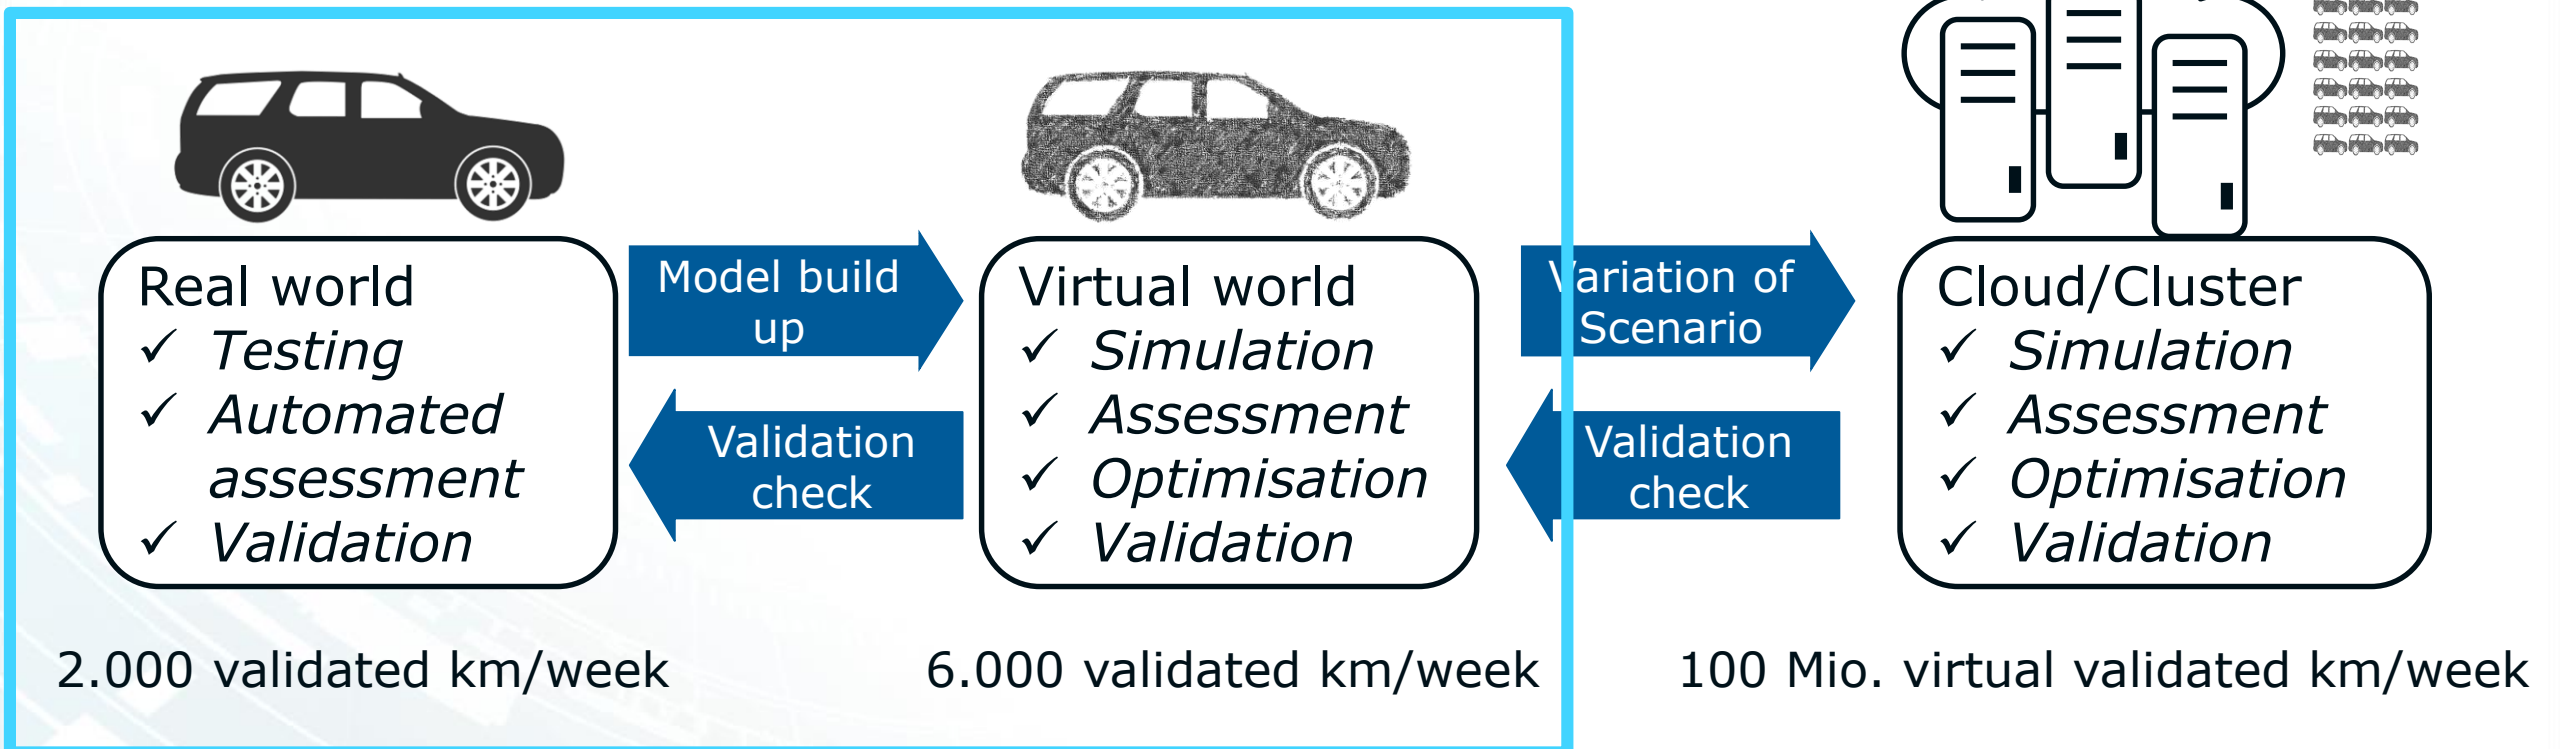 Real world
✓ Testing
✓ Automated
assessment
✓ Validation
Model build
up
Validation
check
Virtual world
✓ Simulation
✓ Assessment
✓ Optimisation
✓ Validation
Variation of
Scenario
Validation
check
Cloud/Cluster
✓ Simulation
✓ Assessment
✓ Optimisation
✓ Validation
2.000 validated km/week
6.000 validated km/week
100 Mio. virtual validated km/week